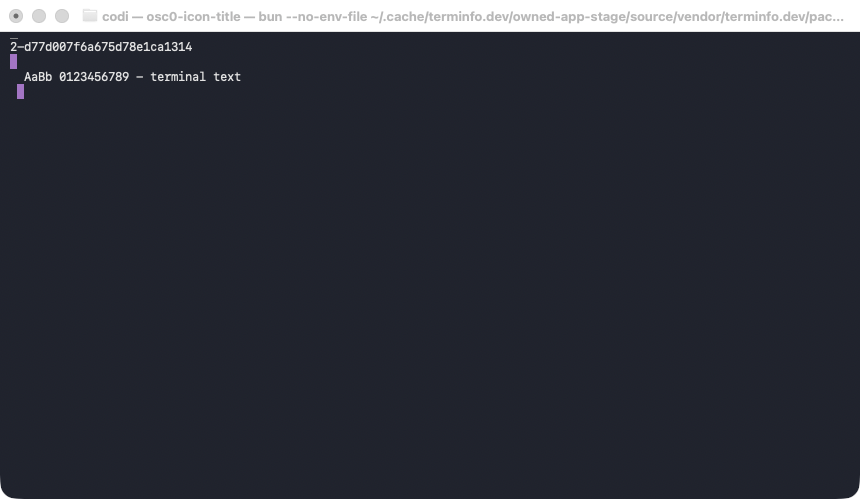 codi — osc0-icon-title — bun --no-env-file ~/.cache/terminfo.dev/owned-app-stage/source/vendor/terminfo.dev/pac...
2-d77d007f6a675d78e1ca1314
AaBb 0123456789 — terminal text